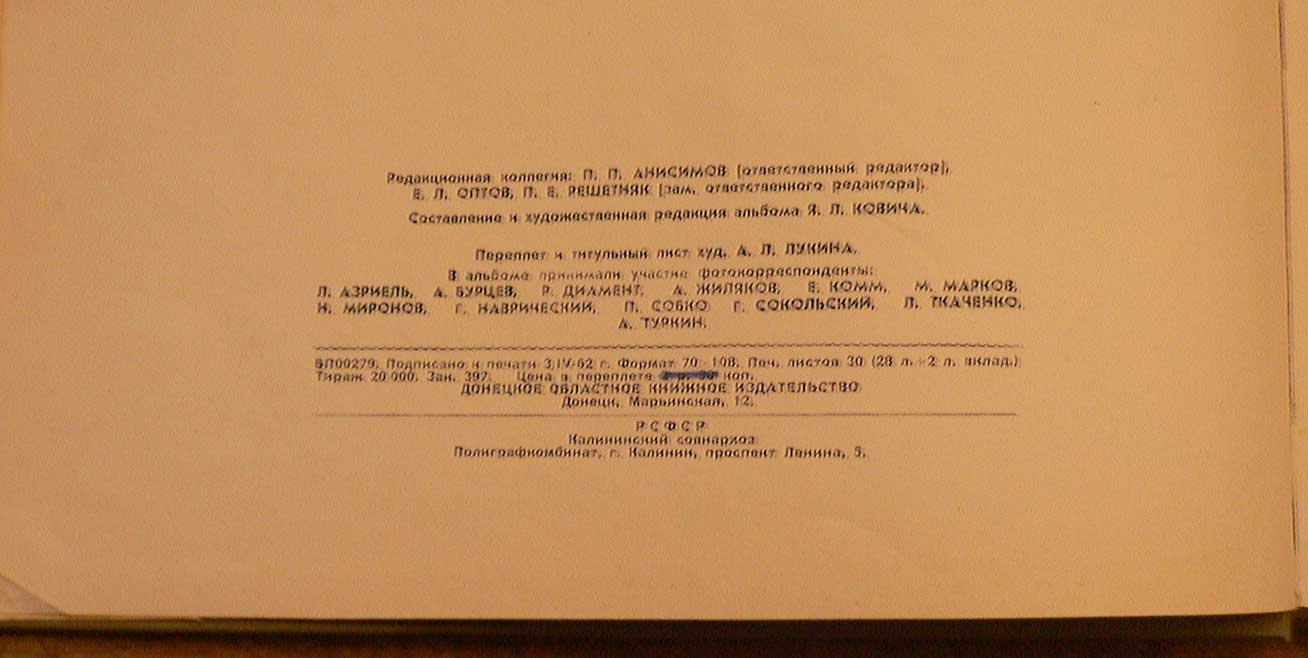 Редакционная коллегия: П. П. АНИСИМОВ (ответственный редактор),
Е. Л. ОПТОВ, П. Е. РЕШЕТНЯК (зам. ответственного редактора).
Составление и художественная редакция альбома Я. Л. КОВИЧА.
Переплет и титульный лист худ. А. Л. ЛУКИНА.
В альбоме принимали участие фотокорреспонденты:
Л. АЗРИЕЛЬ, А. БУРЦЕВ, Р. ДИАМЕНТ, А. ЖИЛЯКОВ, Е. КОММ, М. МАРКОВ,
Н. МИРОНОВ, Г. НАВРИЧЕСКИЙ, П. СОБКО Г. СОКОЛЬСКИЙ, Л. ТКАЧЕНКО,
А. ТУРКИН.
БП00279. Подписано к печати 3/IV-62 г. Формат 70×108. Печ. листов 30 (28 л.+2 л. вклад.)
Тираж 20 000. Зак. 397. Цена в переплете коп.
ДОНЕЦКОЕ ОБЛАСТНОЕ КНИЖНОЕ ИЗДАТЕЛЬСТВО
Донецк, Марьинская, 12.
РСФСР
Калининский совнархоз
Полиграфкомбинат, г. Калинин, проспект Ленина, 5.